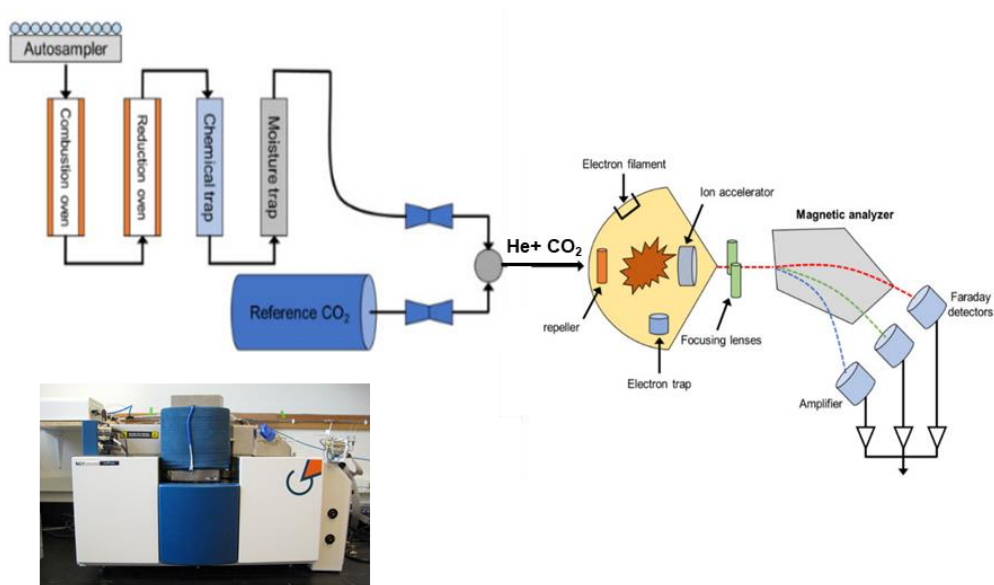 Autosampler
Combustion oven
Reduction oven
Chemical trap
Moisture trap
Reference CO₂
He+ CO₂
Electron filament
Ion accelerator
Magnetic analyzer
repeller
Focusing lenses
Electron trap
Faraday
detectors
Amplifier